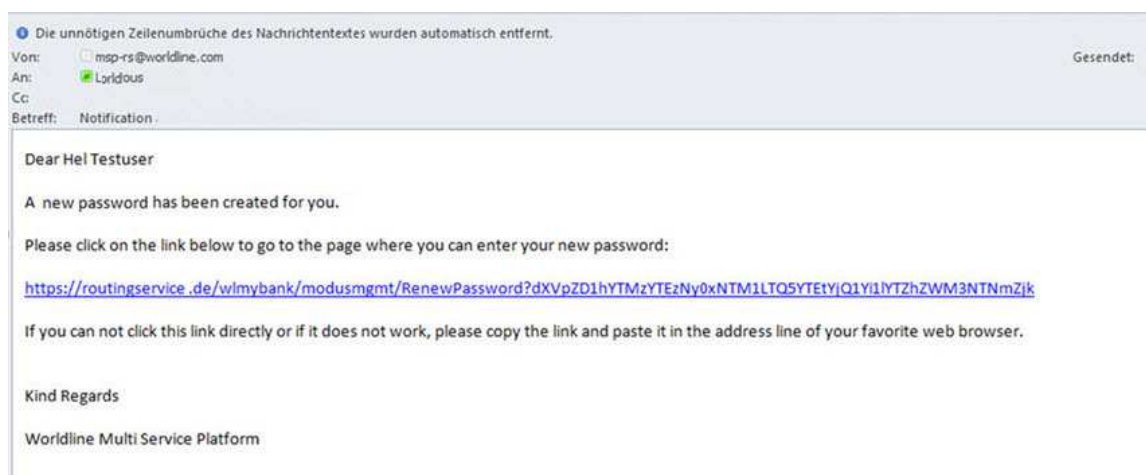 Die unnötigen Zeilenumbrüche des Nachrichtentextes wurden automatisch entfernt.
Von: msp-rs@worldline.com Gesendet:
An: Loridous
Cc:
Betreff: Notification
Dear Hel Testuser
A new password has been created for you.
Please click on the link below to go to the page where you can enter your new password:
https://routingservice .de/wlmybank/modusmgmt/RenewPassword?dXVpZD1hYTMzYTEzNy0xNTM1LTQ5YTEtYjQ1Yi1lYTZhZWM3NTNmZjk
If you can not click this link directly or if it does not work, please copy the link and paste it in the address line of your favorite web browser.
Kind Regards
Worldline Multi Service Platform